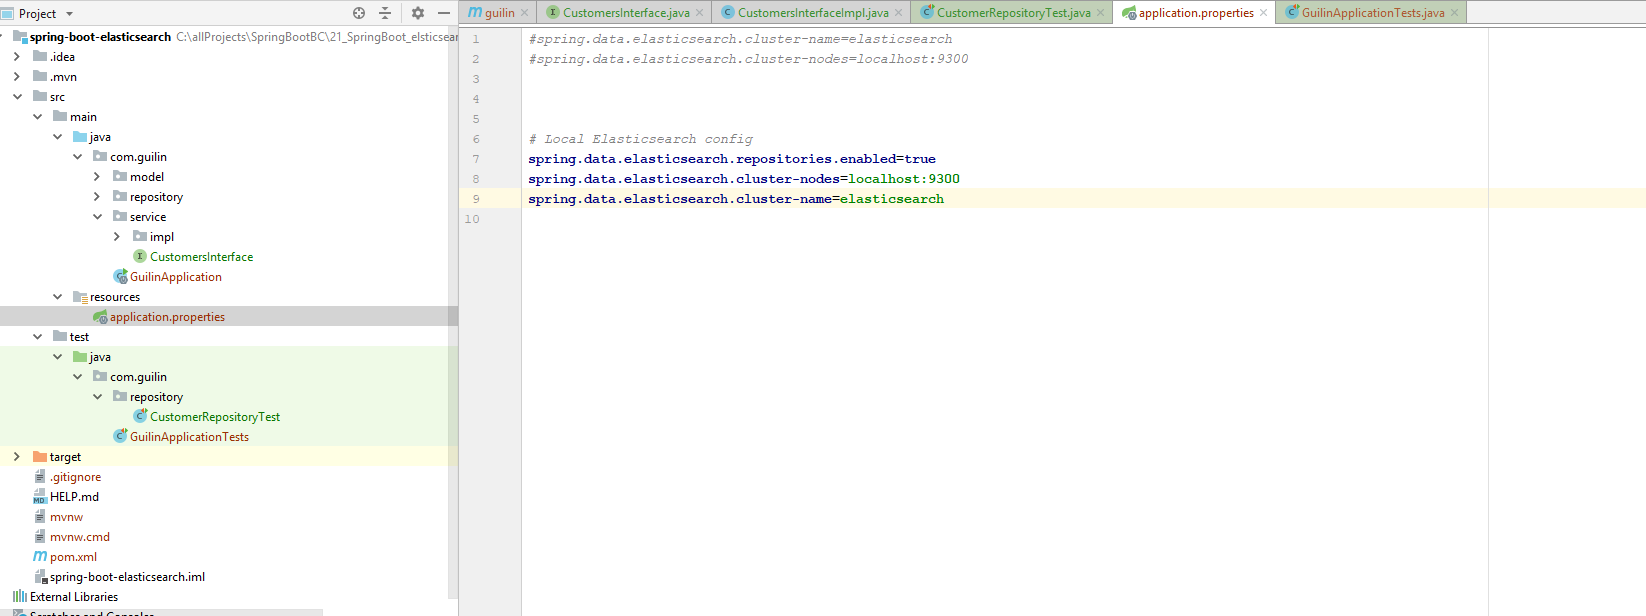 Project
spring-boot-elasticsearch C:\allProjects\SpringBootBC\21_SpringBoot_elsticsear
.idea
.mvn
src
main
java
com.guilin
model
repository
service
impl
CustomersInterface
GuilinApplication
resources
application.properties
test
java
com.guilin
repository
CustomerRepositoryTest
GuilinApplicationTests
target
.gitignore
HELP.md
mvnw
mvnw.cmd
pom.xml
spring-boot-elasticsearch.iml
External Libraries
Scratches and Consoles
guilin
CustomersInterface.java
CustomersInterfaceImpl.java
CustomerRepositoryTest.java
application.properties
GuilinApplicationTests.java
1 #spring.data.elasticsearch.cluster-name=elasticsearch
2 #spring.data.elasticsearch.cluster-nodes=localhost:9300
3
4
5
6 # Local Elasticsearch config
7 spring.data.elasticsearch.repositories.enabled=true
8 spring.data.elasticsearch.cluster-nodes=localhost:9300
9 spring.data.elasticsearch.cluster-name=elasticsearch
10